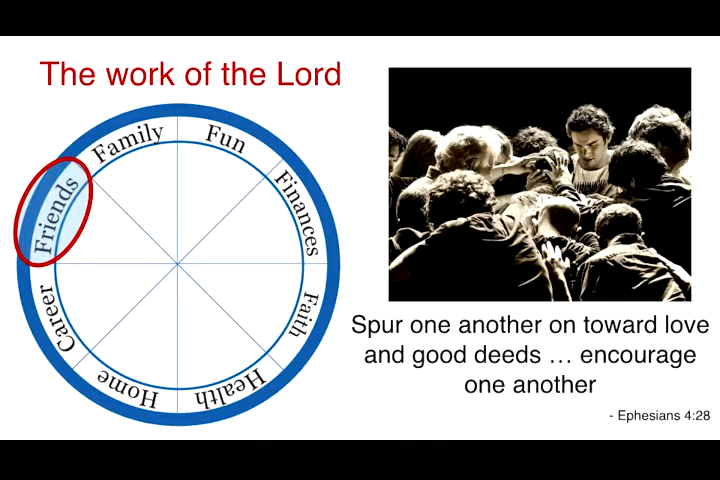 The work of the Lord
Family
Fun
Finances
Faith
Health
Home
Career
Friends
Spur one another on toward love
and good deeds … encourage
one another
- Ephesians 4:28